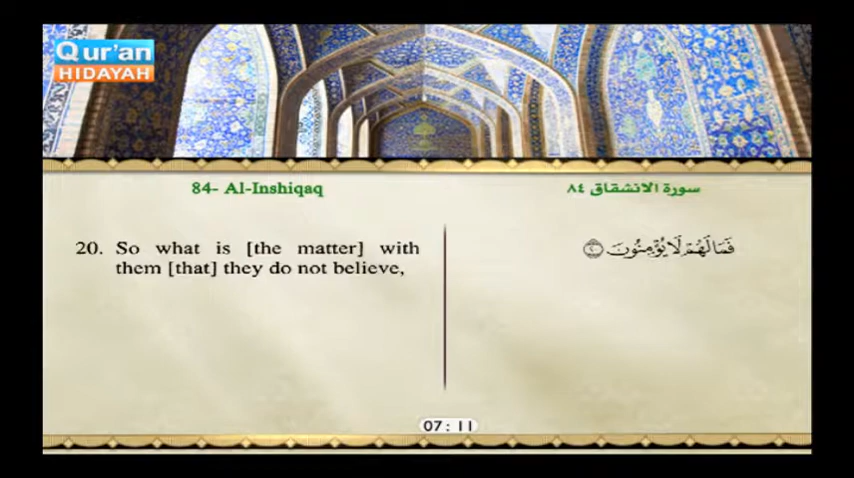 Qur'an
HIDAYAH
84- Al-Inshiqaq
سورة الانشقاق ٨٤
20. So what is [the matter] with
them [that] they do not believe,
فَمَا لَهُمْ لَا يُؤْمِنُونَ ٢٠
07: 11